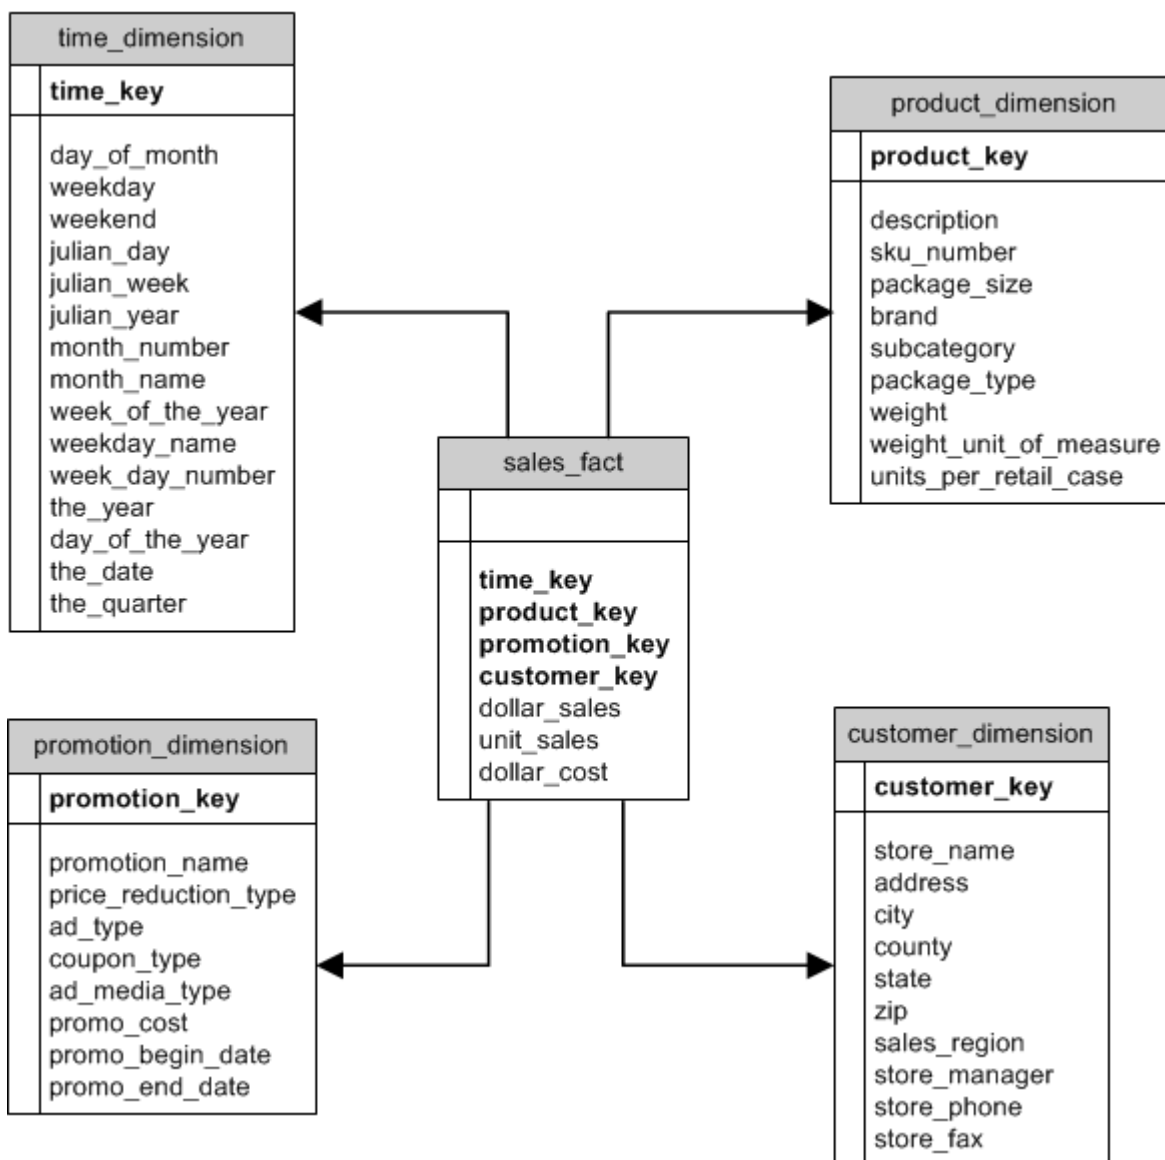 time_dimension
time_key
day_of_month
weekday
weekend
julian_day
julian_week
julian_year
month_number
month_name
week_of_the_year
weekday_name
week_day_number
the_year
day_of_the_year
the_date
the_quarter
product_dimension
product_key
description
sku_number
package_size
brand
subcategory
package_type
weight
weight_unit_of_measure
units_per_retail_case
sales_fact
time_key
product_key
promotion_key
customer_key
dollar_sales
unit_sales
dollar_cost
promotion_dimension
promotion_key
promotion_name
price_reduction_type
ad_type
coupon_type
ad_media_type
promo_cost
promo_begin_date
promo_end_date
customer_dimension
customer_key
store_name
address
city
county
state
zip
sales_region
store_manager
store_phone
store_fax